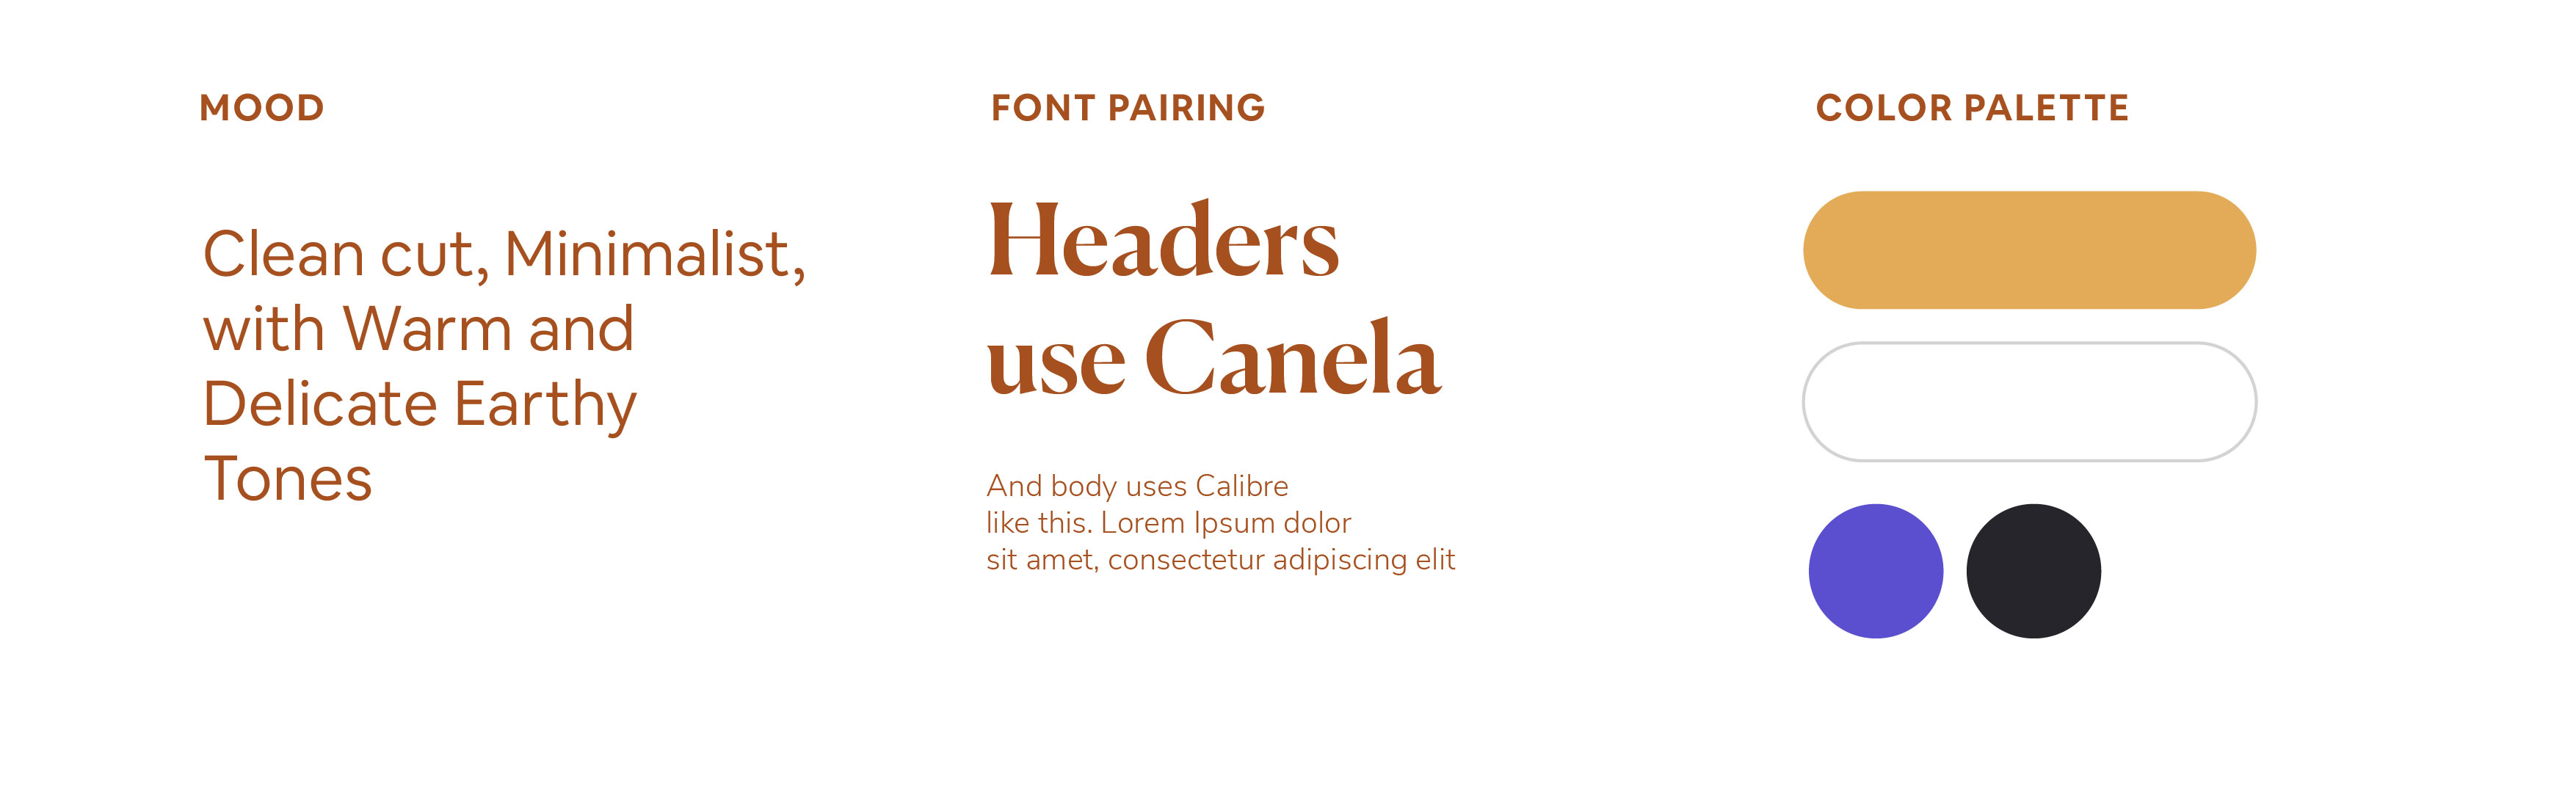 MOOD
Clean cut, Minimalist,
with Warm and
Delicate Earthy
Tones
FONT PAIRING
Headers
use Canela
And body uses Calibre
like this. Lorem Ipsum dolor
sit amet, consectetur adipiscing elit
COLOR PALETTE